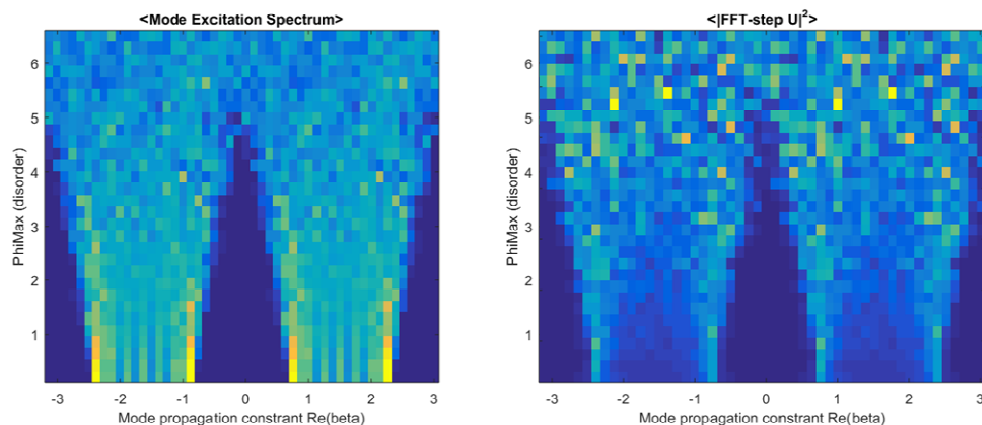 <Mode Excitation Spectrum>
6
5
4
3
2
1
PhiMax (disorder)
-3 -2 -1 0 1 2 3
Mode propagation constant Re(beta)
<|FFT-step U|²>
6
5
4
3
2
1
PhiMax (disorder)
-3 -2 -1 0 1 2 3
Mode propagation constant Re(beta)